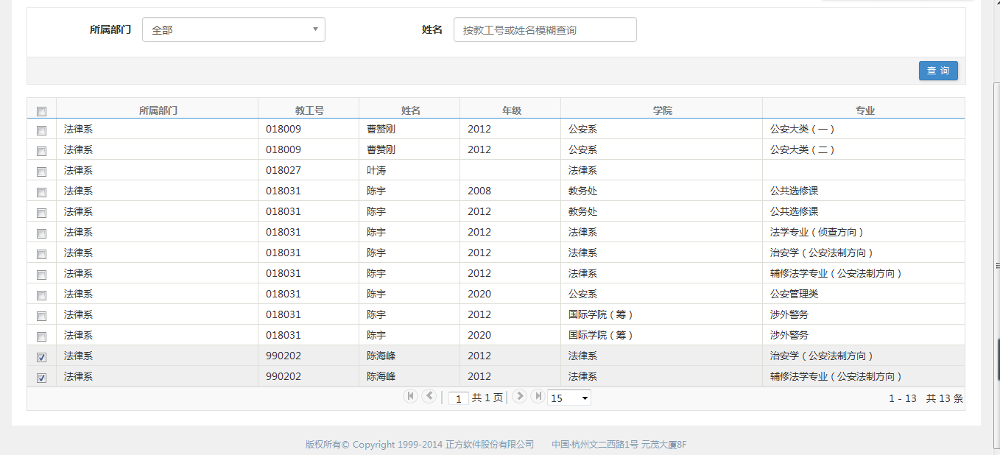 所属部门 全部 姓名 按教工号或姓名模糊查询
查 询
所属部门 教工号 姓名 年级 学院 专业
法律系 018009 曹赞刚 2012 公安系 公安大类（一）
法律系 018009 曹赞刚 2012 公安系 公安大类（二）
法律系 018027 叶涛 法律系
法律系 018031 陈宇 2008 教务处 公共选修课
法律系 018031 陈宇 2012 教务处 公共选修课
法律系 018031 陈宇 2012 法律系 法学专业（侦查方向）
法律系 018031 陈宇 2012 法律系 治安学（公安法制方向）
法律系 018031 陈宇 2012 法律系 辅修法学专业（公安法制方向）
法律系 018031 陈宇 2020 公安系 公安管理类
法律系 018031 陈宇 2012 国际学院（筹） 涉外警务
法律系 018031 陈宇 2020 国际学院（筹） 涉外警务
法律系 990202 陈海峰 2012 法律系 治安学（公安法制方向）
法律系 990202 陈海峰 2012 法律系 辅修法学专业（公安法制方向）
1 共 1 页 15 1 - 13 共 13 条
版权所有© Copyright 1999-2014 正方软件股份有限公司 中国·杭州文二西路1号 元茂大厦8F